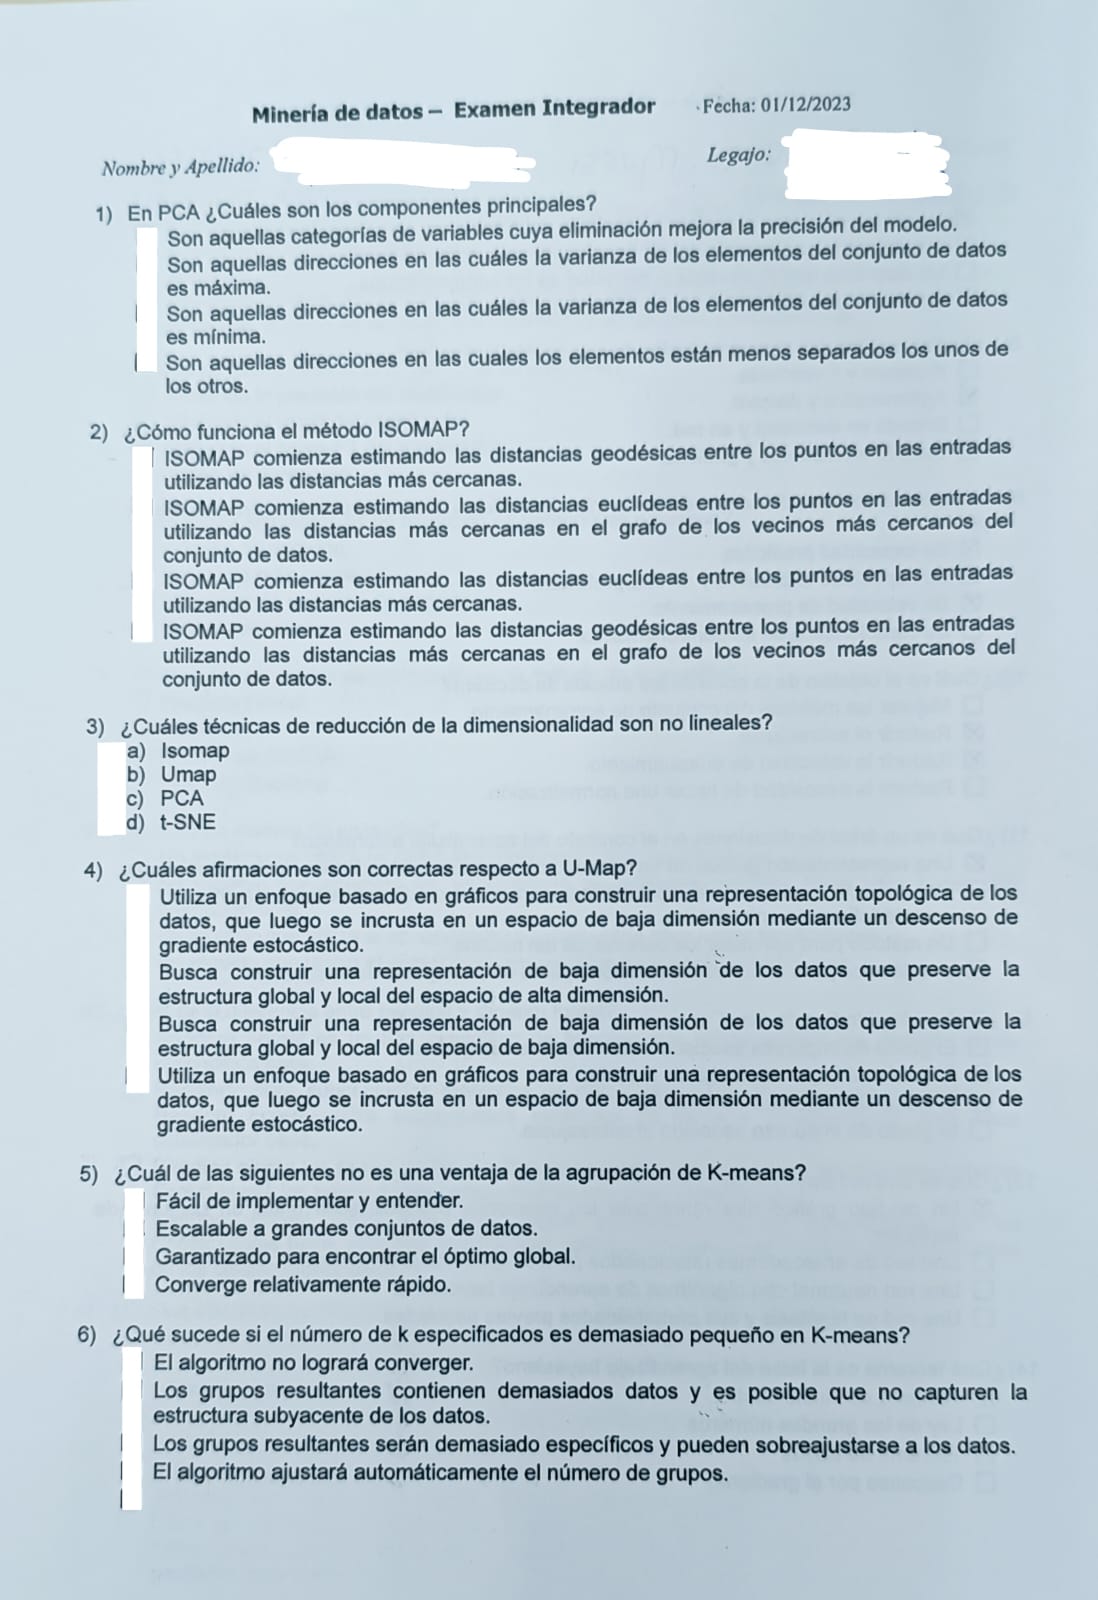 Minería de datos – Examen Integrador Fecha: 01/12/2023
Nombre y Apellido: Legajo:
1) En PCA ¿Cuáles son los componentes principales?
Son aquellas categorías de variables cuya eliminación mejora la precisión del modelo.
Son aquellas direcciones en las cuáles la varianza de los elementos del conjunto de datos
es máxima.
Son aquellas direcciones en las cuáles la varianza de los elementos del conjunto de datos
es mínima.
Son aquellas direcciones en las cuales los elementos están menos separados los unos de
los otros.
2) ¿Cómo funciona el método ISOMAP?
ISOMAP comienza estimando las distancias geodésicas entre los puntos en las entradas
utilizando las distancias más cercanas.
ISOMAP comienza estimando las distancias euclídeas entre los puntos en las entradas
utilizando las distancias más cercanas en el grafo de los vecinos más cercanos del
conjunto de datos.
ISOMAP comienza estimando las distancias euclídeas entre los puntos en las entradas
utilizando las distancias más cercanas.
ISOMAP comienza estimando las distancias geodésicas entre los puntos en las entradas
utilizando las distancias más cercanas en el grafo de los vecinos más cercanos del
conjunto de datos.
3) ¿Cuáles técnicas de reducción de la dimensionalidad son no lineales?
a) Isomap
b) Umap
c) PCA
d) t-SNE
4) ¿Cuáles afirmaciones son correctas respecto a U-Map?
Utiliza un enfoque basado en gráficos para construir una representación topológica de los
datos, que luego se incrusta en un espacio de baja dimensión mediante un descenso de
gradiente estocástico.
Busca construir una representación de baja dimensión de los datos que preserve la
estructura global y local del espacio de alta dimensión.
Busca construir una representación de baja dimensión de los datos que preserve la
estructura global y local del espacio de baja dimensión.
Utiliza un enfoque basado en gráficos para construir una representación topológica de los
datos, que luego se incrusta en un espacio de baja dimensión mediante un descenso de
gradiente estocástico.
5) ¿Cuál de las siguientes no es una ventaja de la agrupación de K-means?
Fácil de implementar y entender.
Escalable a grandes conjuntos de datos.
Garantizado para encontrar el óptimo global.
Converge relativamente rápido.
6) ¿Qué sucede si el número de k especificados es demasiado pequeño en K-means?
El algoritmo no logrará converger.
Los grupos resultantes contienen demasiados datos y es posible que no capturen la
estructura subyacente de los datos.
Los grupos resultantes serán demasiado específicos y pueden sobreajustarse a los datos.
El algoritmo ajustará automáticamente el número de grupos.